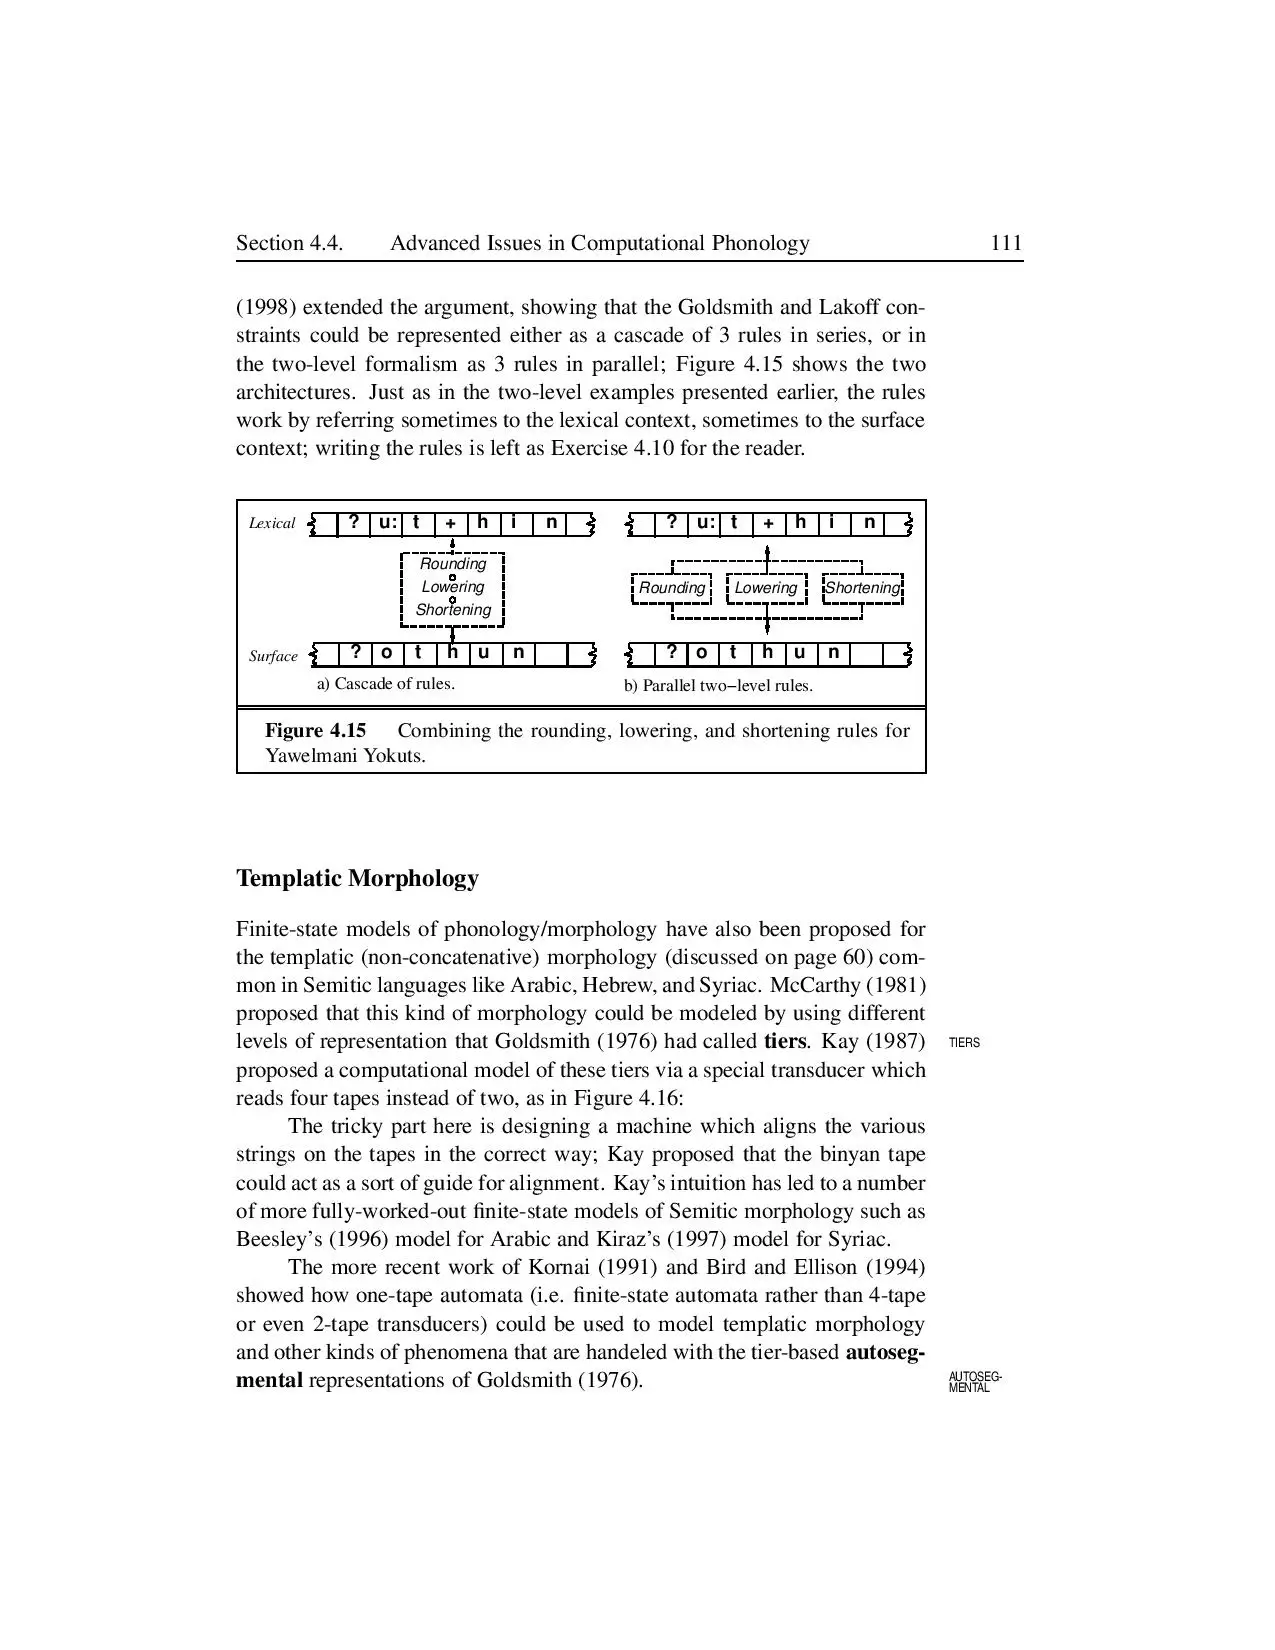 Section 4.4. Advanced Issues in Computational Phonology 111
(1998) extended the argument, showing that the Goldsmith and Lakoff con-
straints could be represented either as a cascade of 3 rules in series, or in
the two-level formalism as 3 rules in parallel; Figure 4.15 shows the two
architectures. Just as in the two-level examples presented earlier, the rules
work by referring sometimes to the lexical context, sometimes to the surface
context; writing the rules is left as Exercise 4.10 for the reader.
Lexical ? u: t + h i n
Rounding
Lowering
Shortening
Surface ? o t h u n
a) Cascade of rules.
? u: t + h i n
Rounding Lowering Shortening
? o t h u n
b) Parallel two−level rules.
Figure 4.15 Combining the rounding, lowering, and shortening rules for
Yawelmani Yokuts.
Templatic Morphology
Finite-state models of phonology/morphology have also been proposed for
the templatic (non-concatenative) morphology (discussed on page 60) com-
mon in Semitic languages like Arabic, Hebrew, and Syriac. McCarthy (1981)
proposed that this kind of morphology could be modeled by using different
levels of representation that Goldsmith (1976) had called tiers. Kay (1987)
TIERS
proposed a computational model of these tiers via a special transducer which
reads four tapes instead of two, as in Figure 4.16:
The tricky part here is designing a machine which aligns the various
strings on the tapes in the correct way; Kay proposed that the binyan tape
could act as a sort of guide for alignment. Kay's intuition has led to a number
of more fully-worked-out finite-state models of Semitic morphology such as
Beesley's (1996) model for Arabic and Kiraz's (1997) model for Syriac.
The more recent work of Kornai (1991) and Bird and Ellison (1994)
showed how one-tape automata (i.e. finite-state automata rather than 4-tape
or even 2-tape transducers) could be used to model templatic morphology
and other kinds of phenomena that are handeled with the tier-based autoseg-
mental representations of Goldsmith (1976).
AUTOSEG-
MENTAL